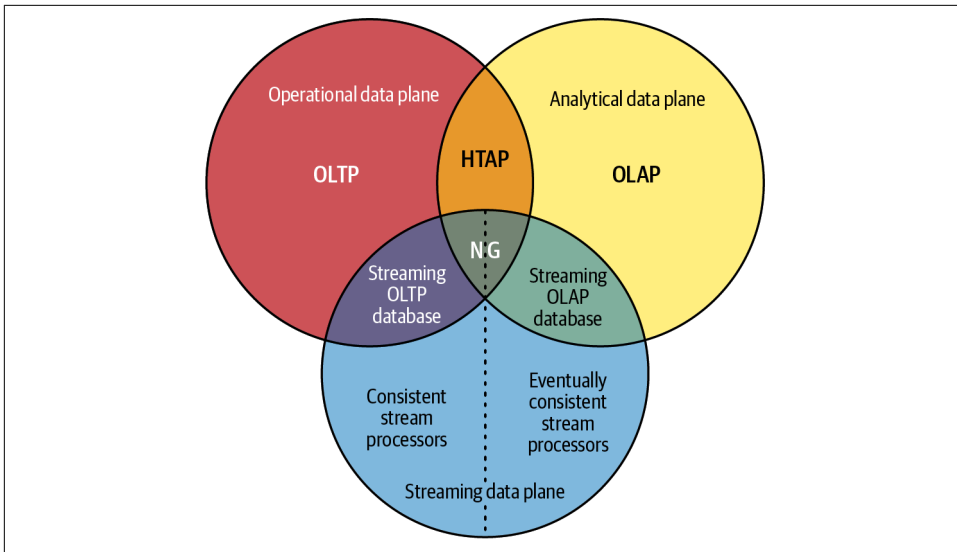 Operational data plane
Analytical data plane
HTAP
OLTP
OLAP
NG
Streaming
OLTP
database
Streaming
OLAP
database
Consistent
stream
processors
Eventually
consistent
stream
processors
Streaming data plane